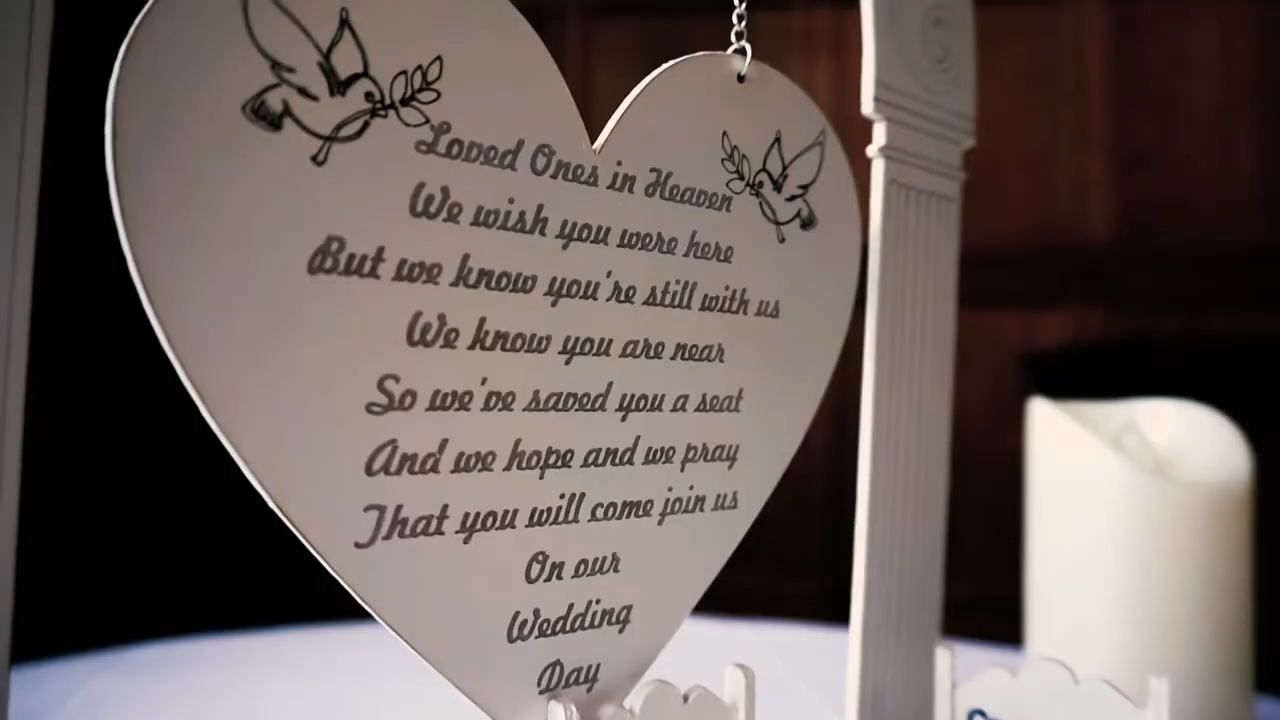 Loved Ones in Heaven
We wish you were here
But we know you're still with us
We know you are near
So we've saved you a seat
And we hope and we pray
That you will come join us
On our
Wedding
Day